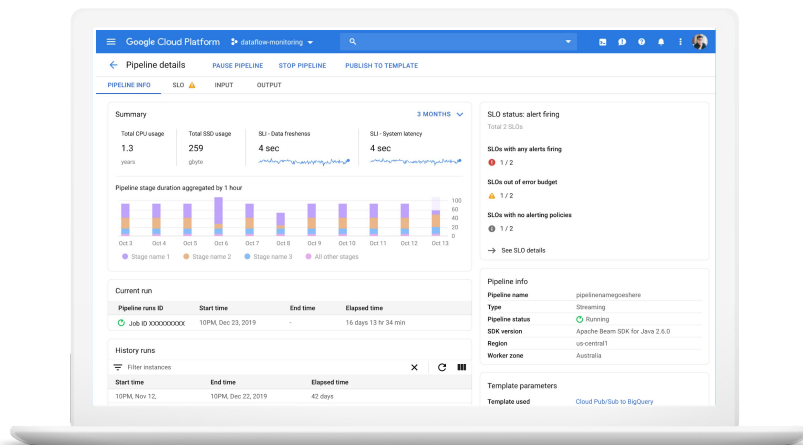 Google Cloud Platform dataflow-monitoring
Pipeline details PAUSE PIPELINE STOP PIPELINE PUBLISH TO TEMPLATE
PIPELINE INFO SLO INPUT OUTPUT
Summary 3 MONTHS
Total CPU usage Total SSD usage SLI - Data freshenss SLI - System latency
1.3 259 4 sec 4 sec
years gbyte
Pipeline stage duration aggregated by 1 hour
100
60
40
20
0
Oct 3 Oct 4 Oct 5 Oct 6 Oct 7 Oct 8 Oct 9 Oct 10 Oct 11 Oct 12 Oct 13
Stage name 1 Stage name 2 Stage name 3 All other stages
Current run
Pipeline runs ID Start time End time Elapsed time
Job ID XXXXXXXXX 10PM, Dec 23, 2019 - 16 days 13 hr 34 min
History runs
Filter instances
Start time End time Elapsed time
10PM, Nov 12, 10PM, Dec 22, 2019 42 days
SLO status: alert firing
Total 2 SLOs
SLOs with any alerts firing
1 / 2
SLOs out of error budget
1 / 2
SLOs with no alerting policies
1 / 2
See SLO details
Pipeline info
Pipeline name pipelinenamegoeshere
Type Streaming
Pipeline status Running
SDK version Apache Beam SDK for Java 2.6.0
Region us-central1
Worker zone Australia
Template parameters
Template used Cloud Pub/Sub to BigQuery